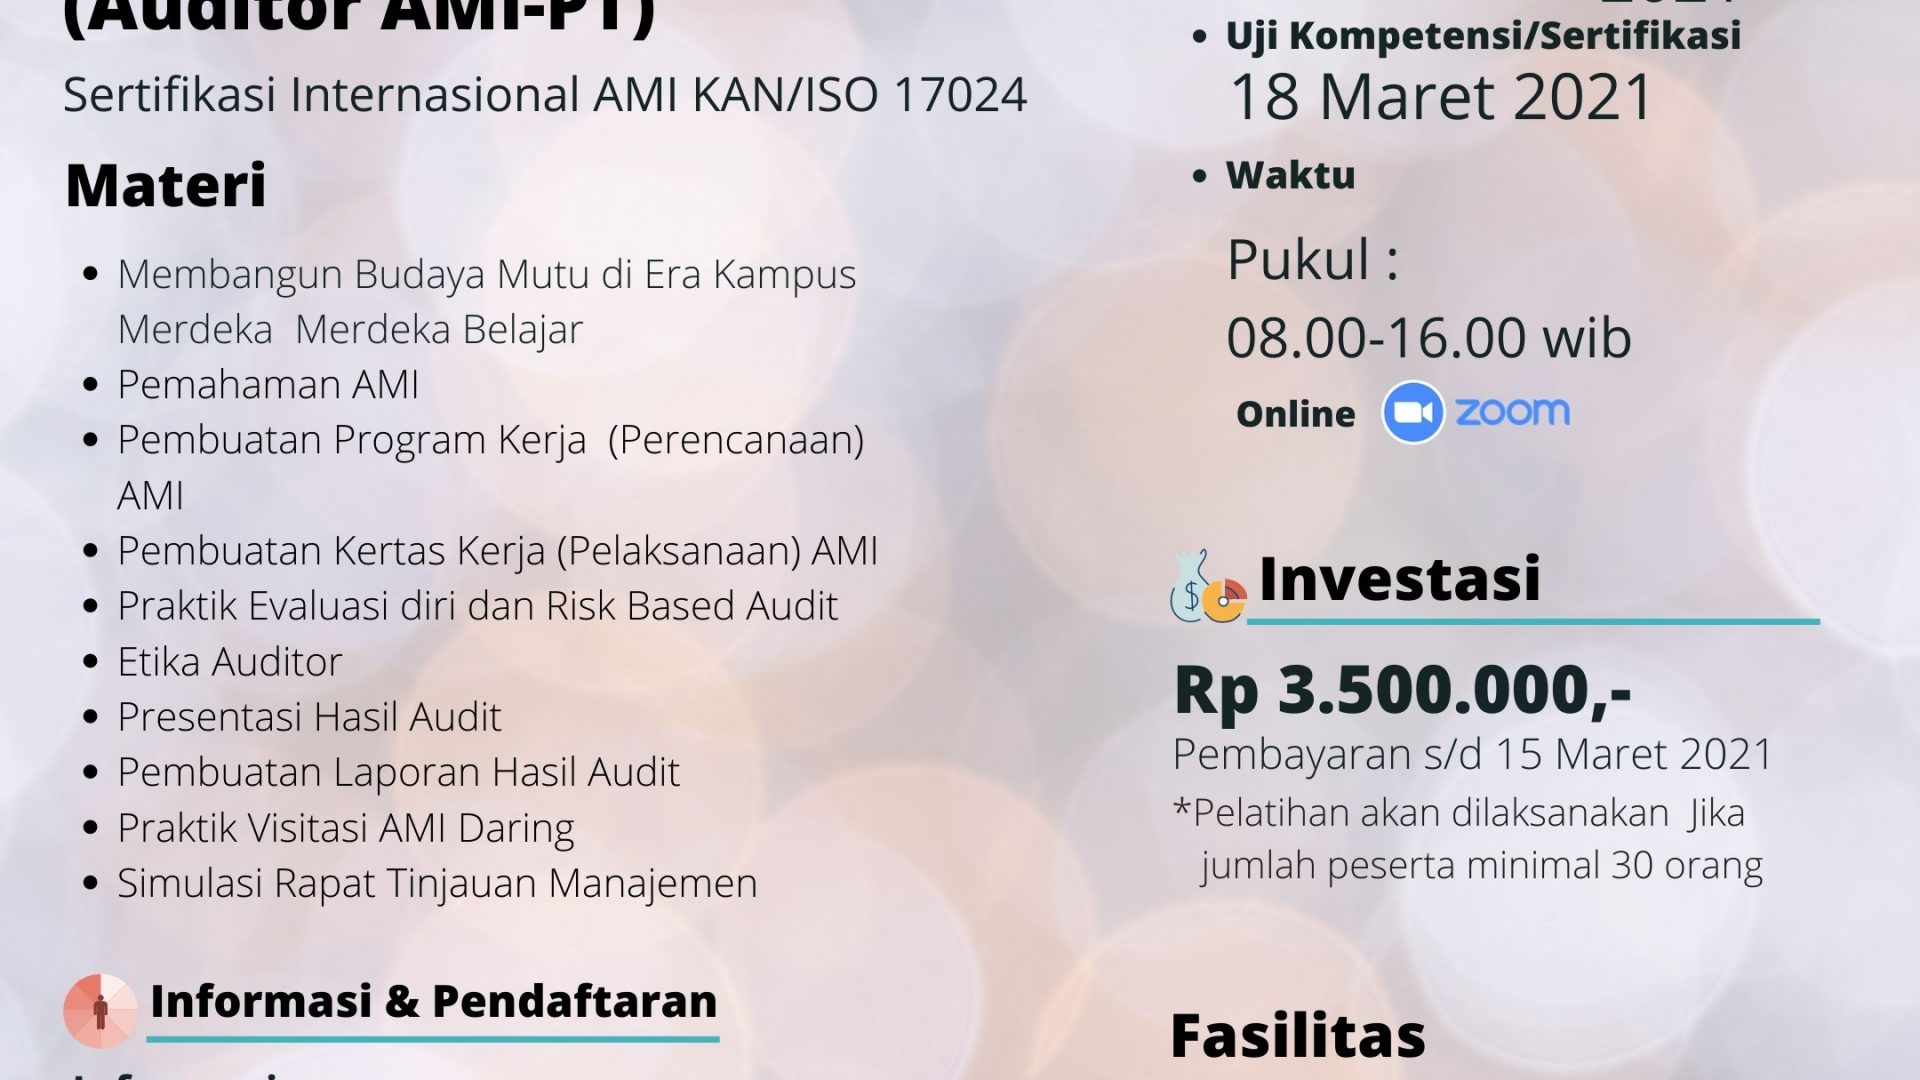 (Auditor AMI-PT)
Sertifikasi Internasional AMI KAN/ISO 17024
Materi
• Membangun Budaya Mutu di Era Kampus
Merdeka Merdeka Belajar
• Pemahaman AMI
• Pembuatan Program Kerja (Perencanaan)
AMI
• Pembuatan Kertas Kerja (Pelaksanaan) AMI
• Praktik Evaluasi diri dan Risk Based Audit
• Etika Auditor
• Presentasi Hasil Audit
• Pembuatan Laporan Hasil Audit
• Praktik Visitasi AMI Daring
• Simulasi Rapat Tinjauan Manajemen
Informasi & Pendaftaran
2021
• Uji Kompetensi/Sertifikasi
18 Maret 2021
• Waktu
Pukul :
08.00-16.00 wib
Online zoom
Investasi
Rp 3.500.000,-
Pembayaran s/d 15 Maret 2021
*Pelatihan akan dilaksanakan Jika
jumlah peserta minimal 30 orang
Fasilitas